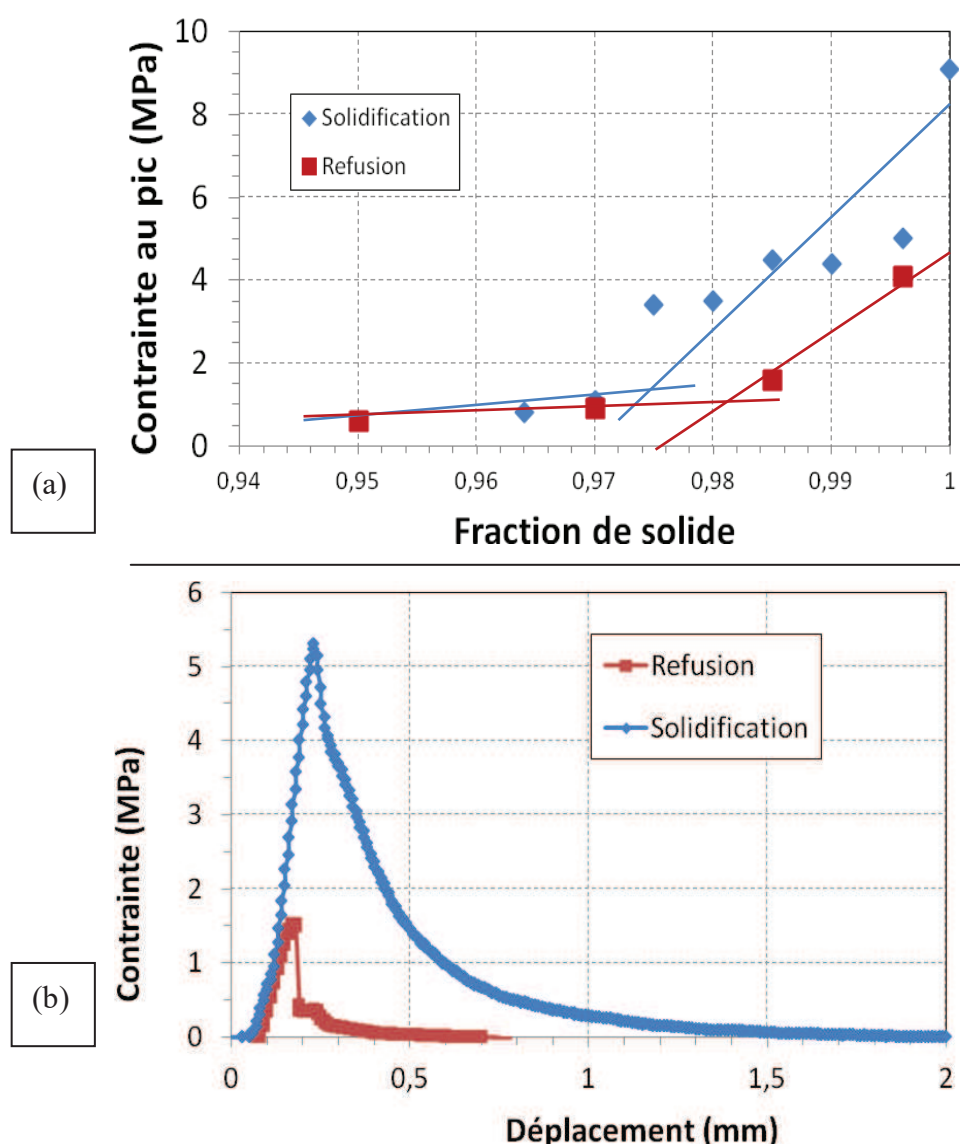 10
8
6
4
2
0
Contrainte au pic (MPa)
Solidification
Refusion
0,94 0,95 0,96 0,97 0,98 0,99 1
Fraction de solide
(a)
6
5
4
3
2
1
0
Contrainte (MPa)
Refusion
Solidification
0 0,5 1 1,5 2
Déplacement (mm)
(b)